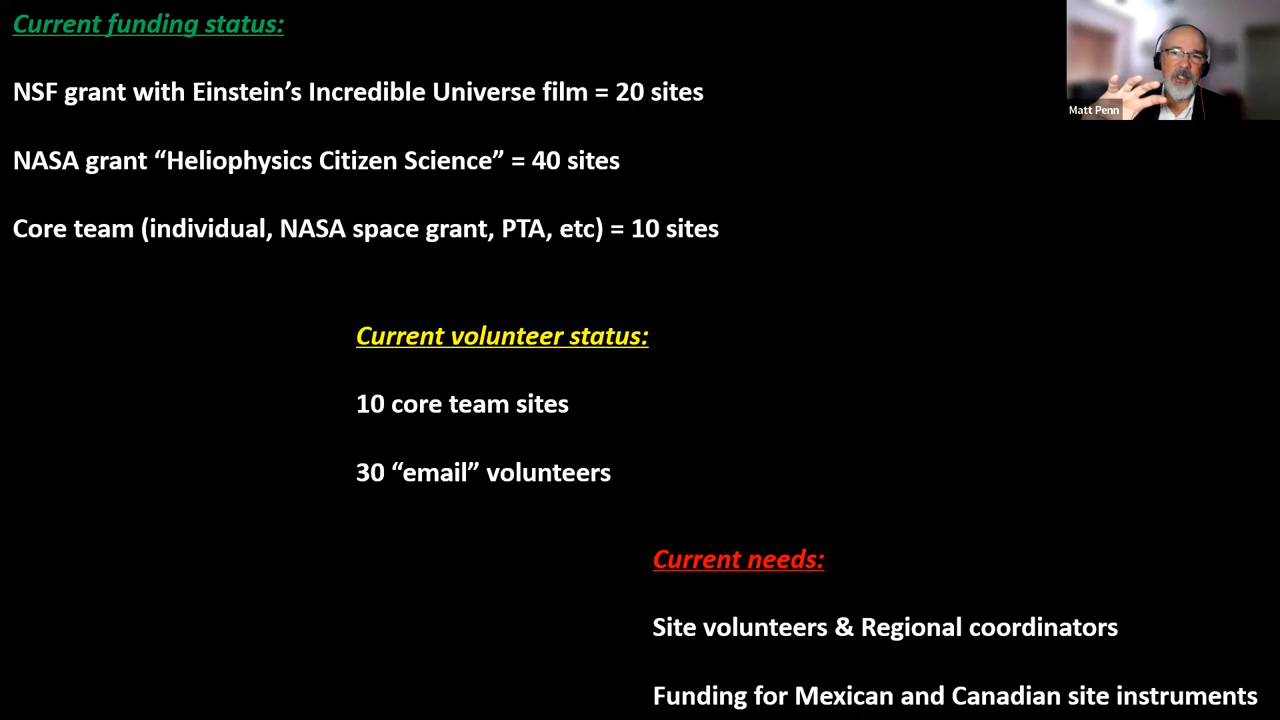 Current funding status:
NSF grant with Einstein’s Incredible Universe film = 20 sites
NASA grant “Heliophysics Citizen Science” = 40 sites
Core team (individual, NASA space grant, PTA, etc) = 10 sites
Current volunteer status:
10 core team sites
30 “email” volunteers
Current needs:
Site volunteers & Regional coordinators
Funding for Mexican and Canadian site instruments
Matt Penn